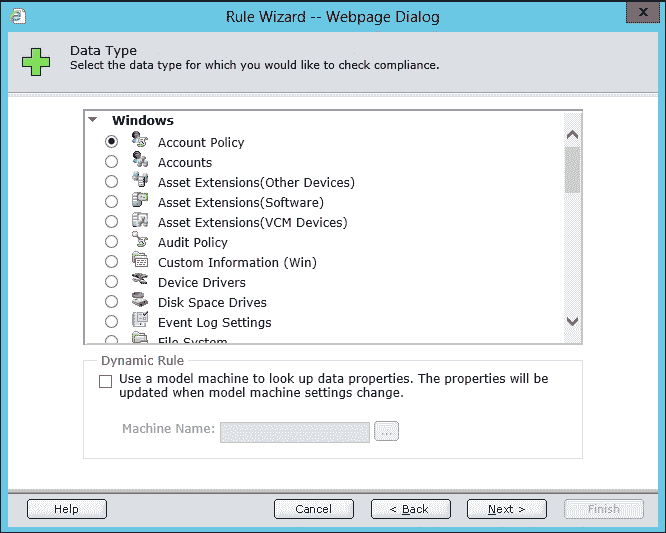 Rule Wizard -- Webpage Dialog
x
Data Type
Select the data type for which you would like to check compliance.
Windows
Account Policy
Accounts
Asset Extensions(Other Devices)
Asset Extensions(Software)
Asset Extensions(VCM Devices)
Audit Policy
Custom Information (Win)
Device Drivers
Disk Space Drives
Event Log Settings
File System
Dynamic Rule
Use a model machine to look up data properties. The properties will be
updated when model machine settings change.
Machine Name:
...
Help
Cancel
< Back
Next >
Finish